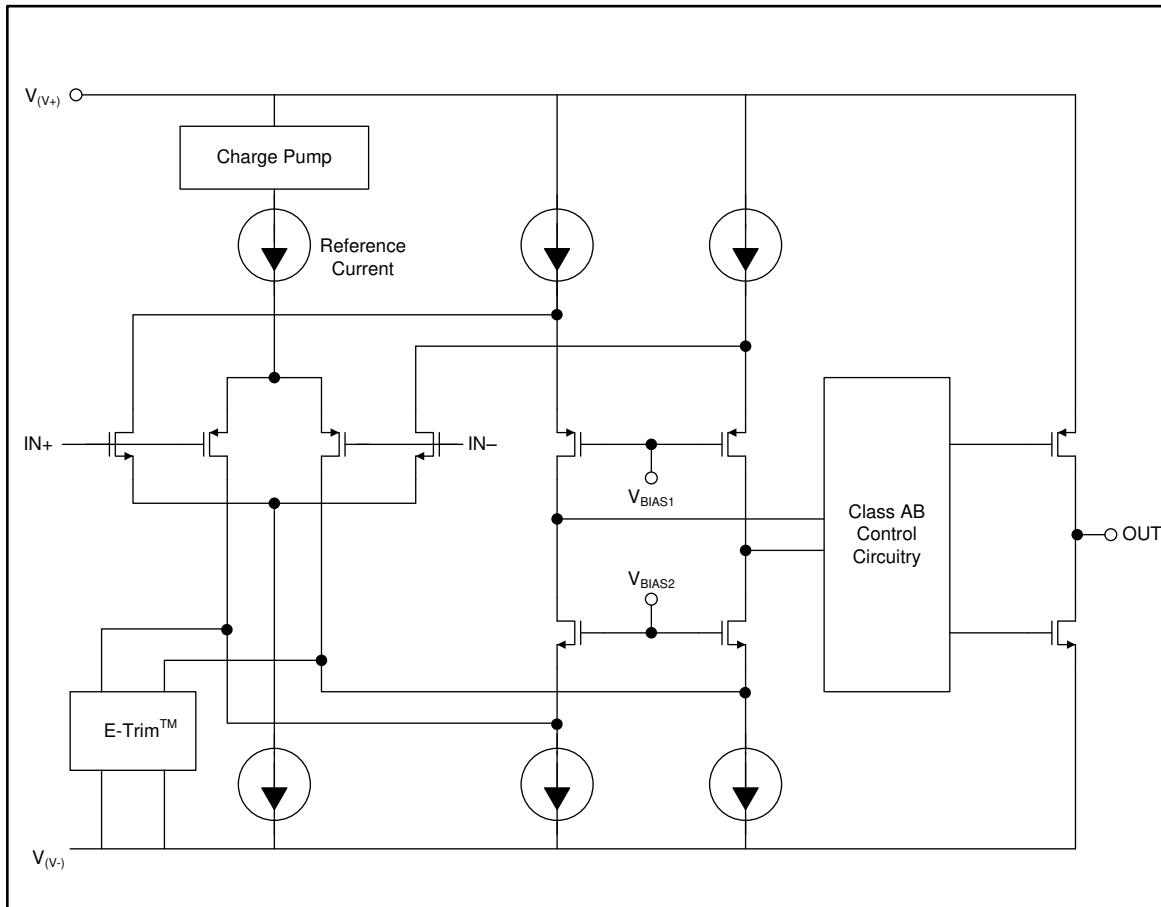 V(V+)
Charge Pump
Reference
Current
IN+
IN–
VBIAS1
Class AB
Control
Circuitry
OUT
VBIAS2
E-Trim™
V(V-)